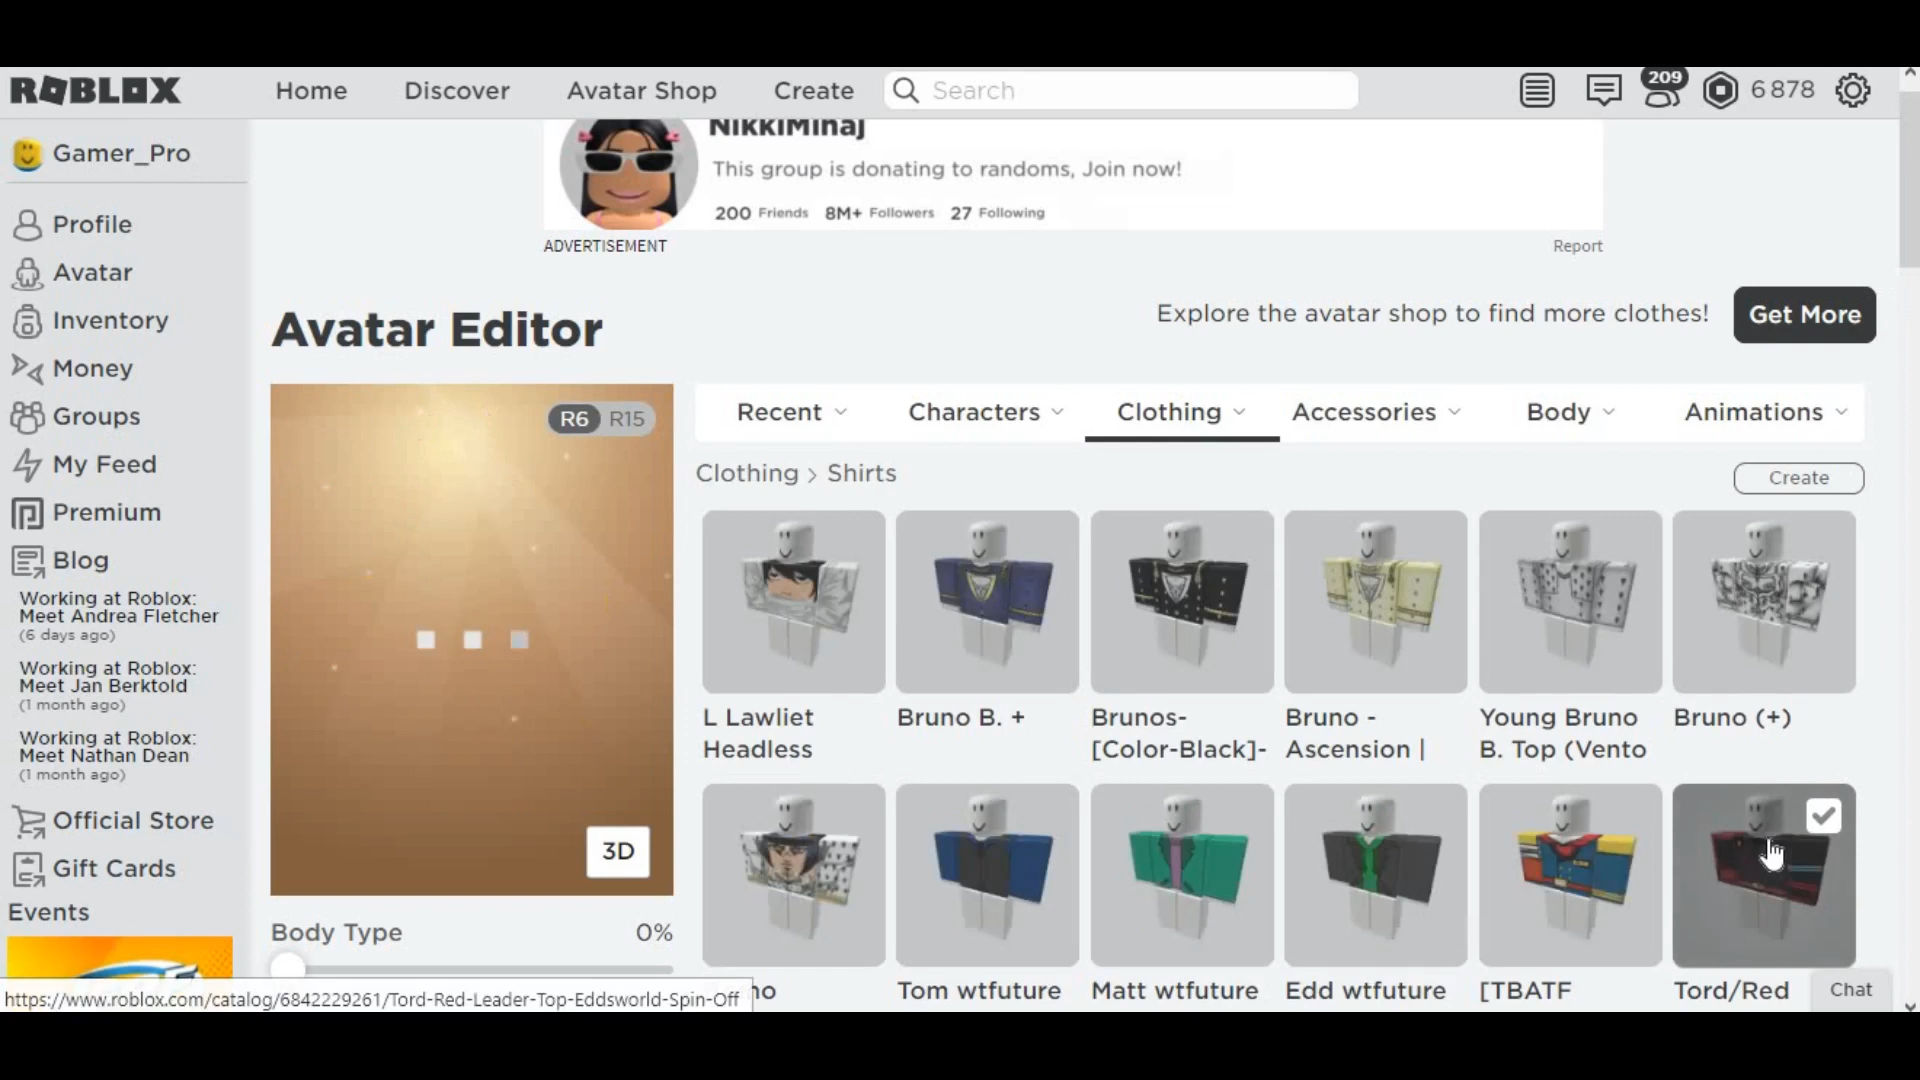 ROBLOX
Home
Discover
Avatar Shop
Create
Search
209
6 878
Gamer_Pro
Profile
Avatar
Inventory
Money
Groups
My Feed
Premium
Blog
Working at Roblox:
Meet Andrea Fletcher
(6 days ago)
Working at Roblox:
Meet Jan Berktold
(1 month ago)
Working at Roblox:
Meet Nathan Dean
(1 month ago)
Official Store
Gift Cards
Events
NikkiMinaj
This group is donating to randoms, Join now!
200 Friends 8M+ Followers 27 Following
ADVERTISEMENT
Report
Avatar Editor
Explore the avatar shop to find more clothes!
Get More
R6 R15
3D
Body Type
0%
Recent
Characters
Clothing
Accessories
Body
Animations
Clothing > Shirts
Create
L Lawliet
Headless
Bruno B. +
Brunos-
[Color-Black]-
Bruno -
Ascension |
Young Bruno
B. Top (Vento
Bruno (+)
Tom wtfuture
Matt wtfuture
Edd wtfuture
[TBATF
Tord/Red
Chat
https://www.roblox.com/catalog/6842229261/Tord-Red-Leader-Top-Eddsworld-Spin-Off